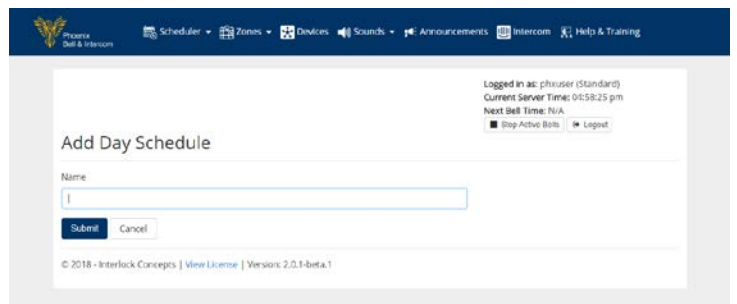 Phoenix
Bell & Intercom
Scheduler Zones Devices Sounds Announcements Intercom Help & Training
Logged in as: phxuser (Standard)
Current Server Time: 04:58:25 pm
Next Bell Time: N/A
Stop Active Bells Logout
Add Day Schedule
Name
Submit Cancel
© 2018 - Interlock Concepts | View License | Version: 2.0.1-beta.1